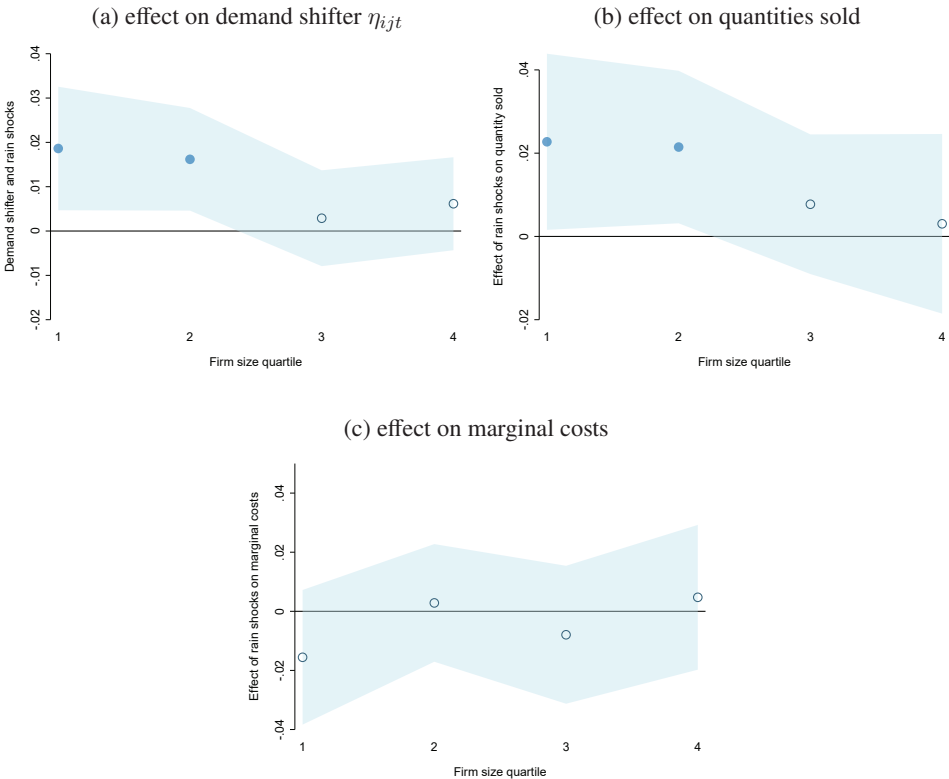 (a) effect on demand shifter ηijt
Demand shifter and rain shocks
.04
.03
.02
.01
0
-.01
-.02
1 2 3 4
Firm size quartile
(b) effect on quantities sold
Effect of rain shocks on quantity sold
.04
.02
0
-.02
1 2 3 4
Firm size quartile
(c) effect on marginal costs
Effect of rain shocks on marginal costs
.04
.02
0
-.02
-.04
1 2 3 4
Firm size quartile